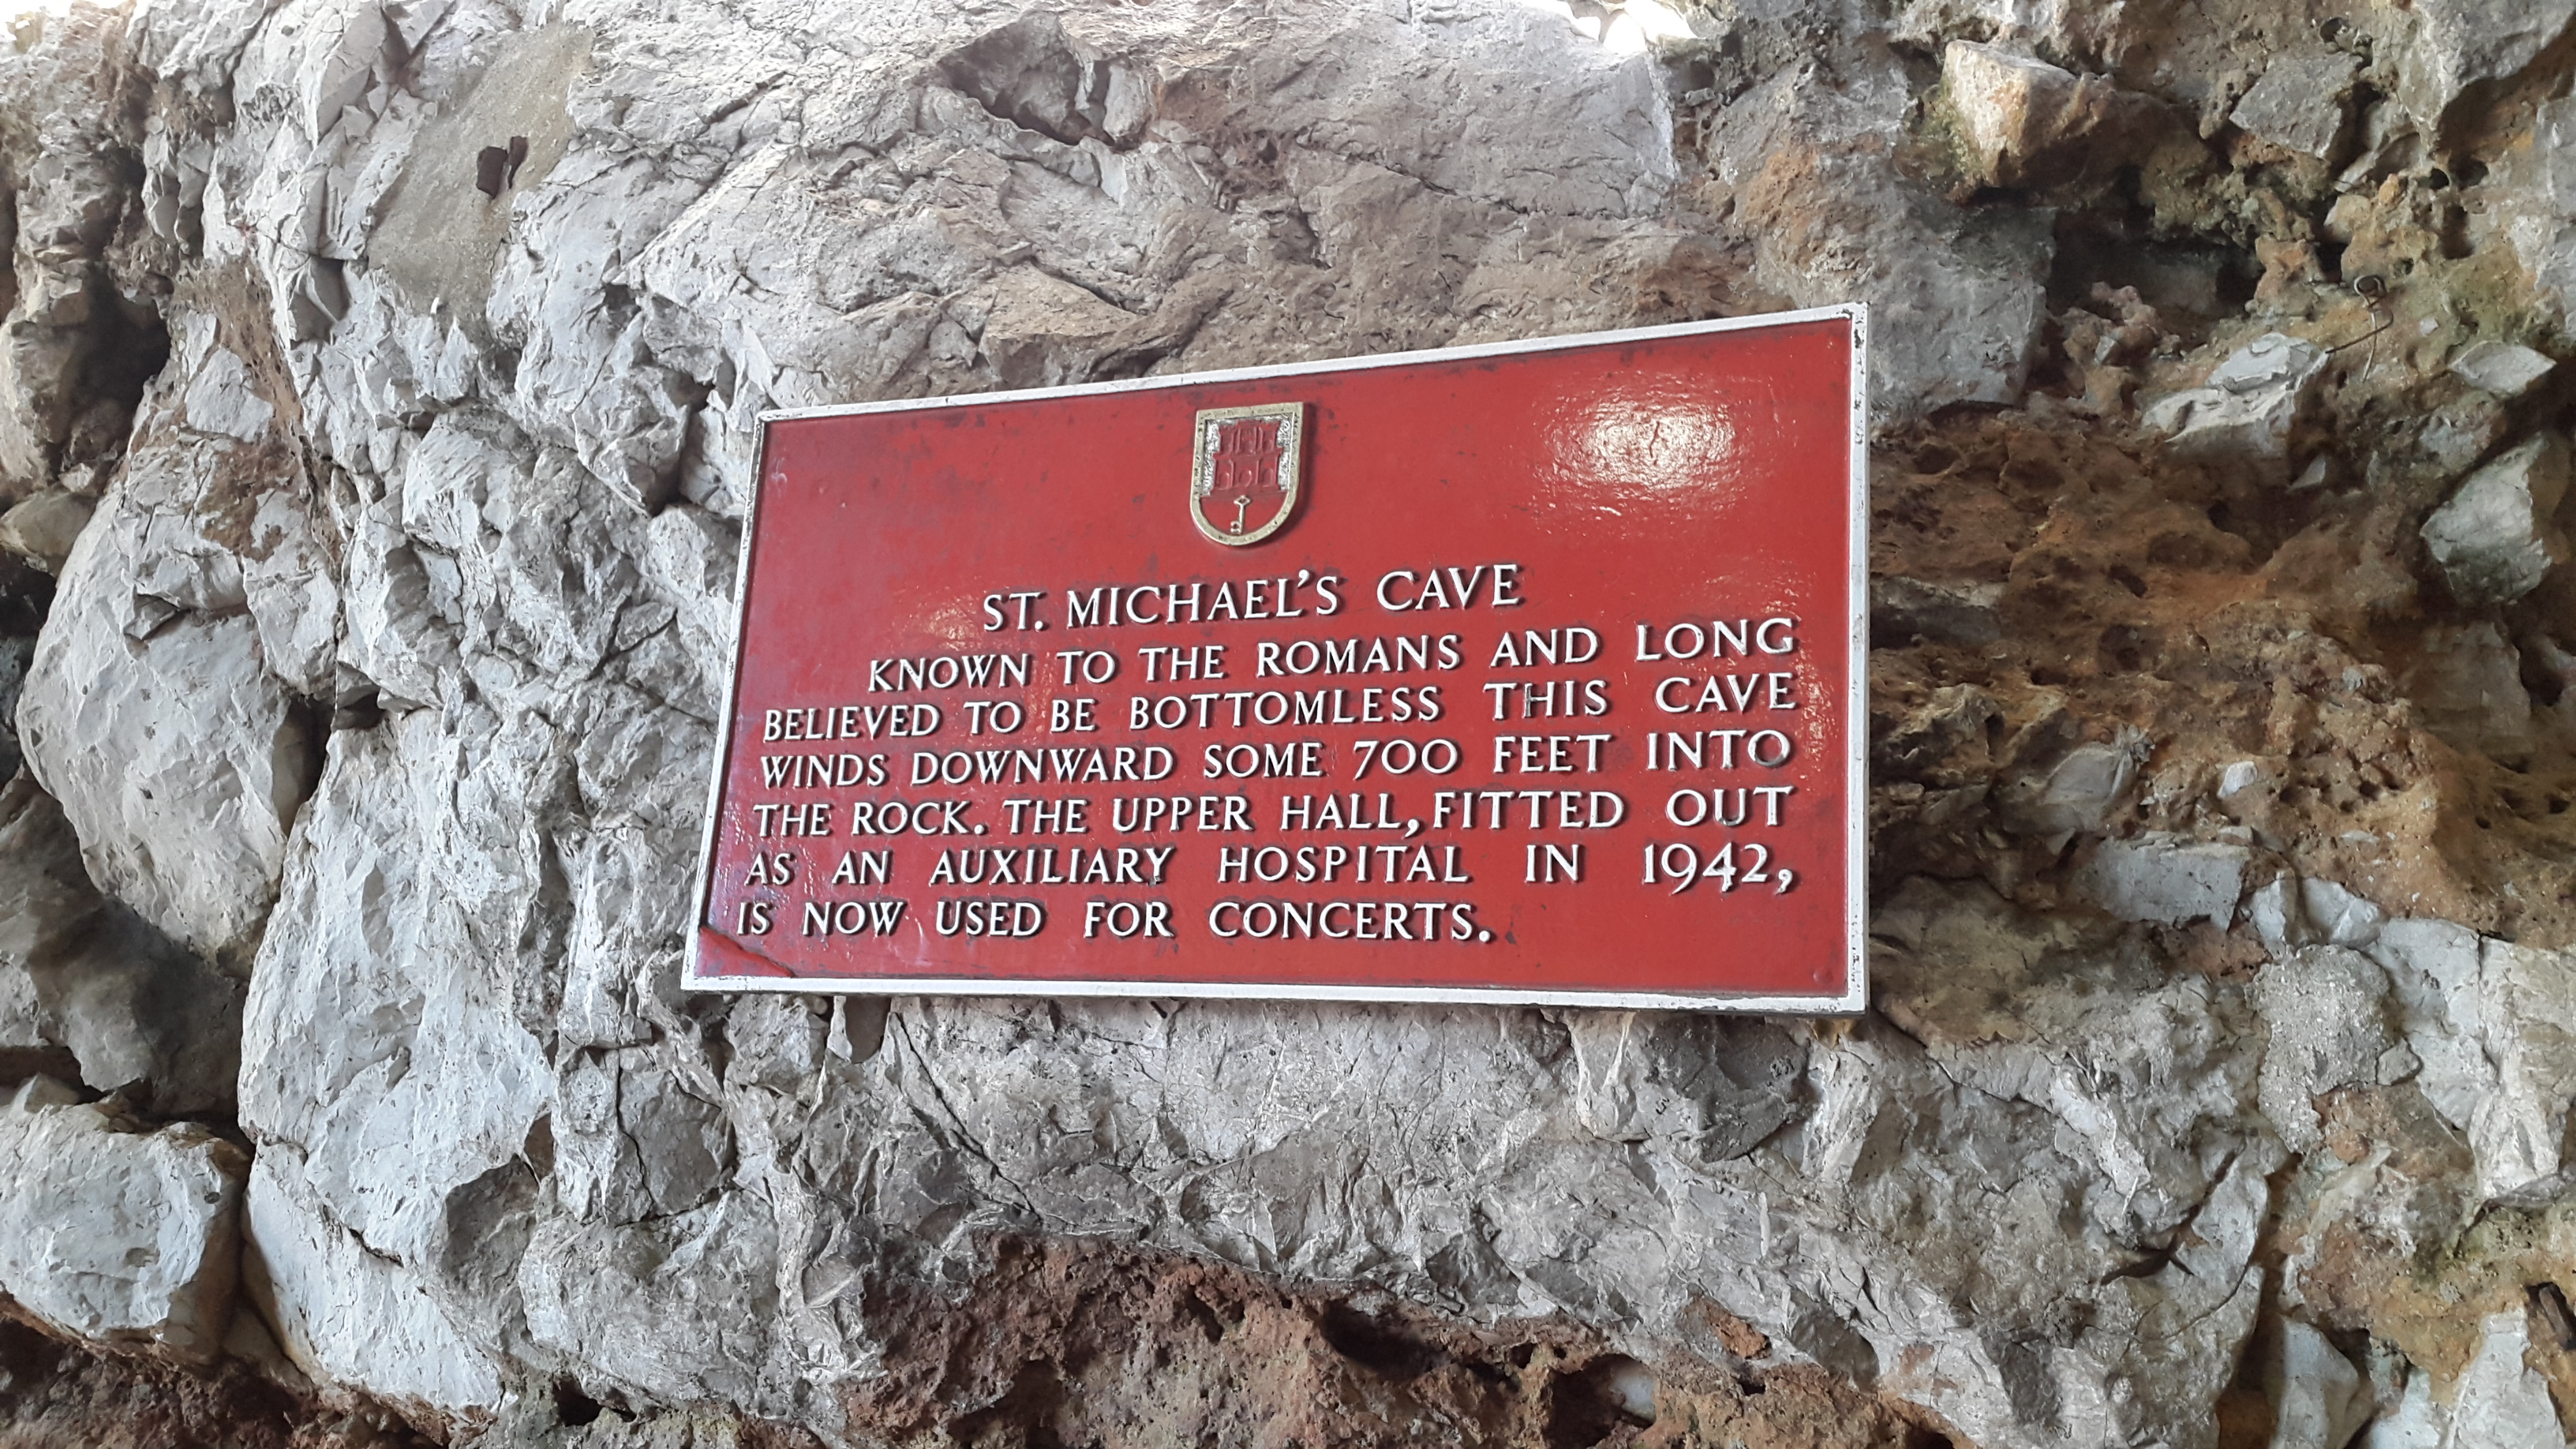 ST. MICHAEL'S CAVE
KNOWN TO THE ROMANS AND LONG
BELIEVED TO BE BOTTOMLESS THIS CAVE
WINDS DOWNWARD SOME 700 FEET INTO
THE ROCK. THE UPPER HALL, FITTED OUT
AS AN AUXILIARY HOSPITAL IN 1942,
IS NOW USED FOR CONCERTS.